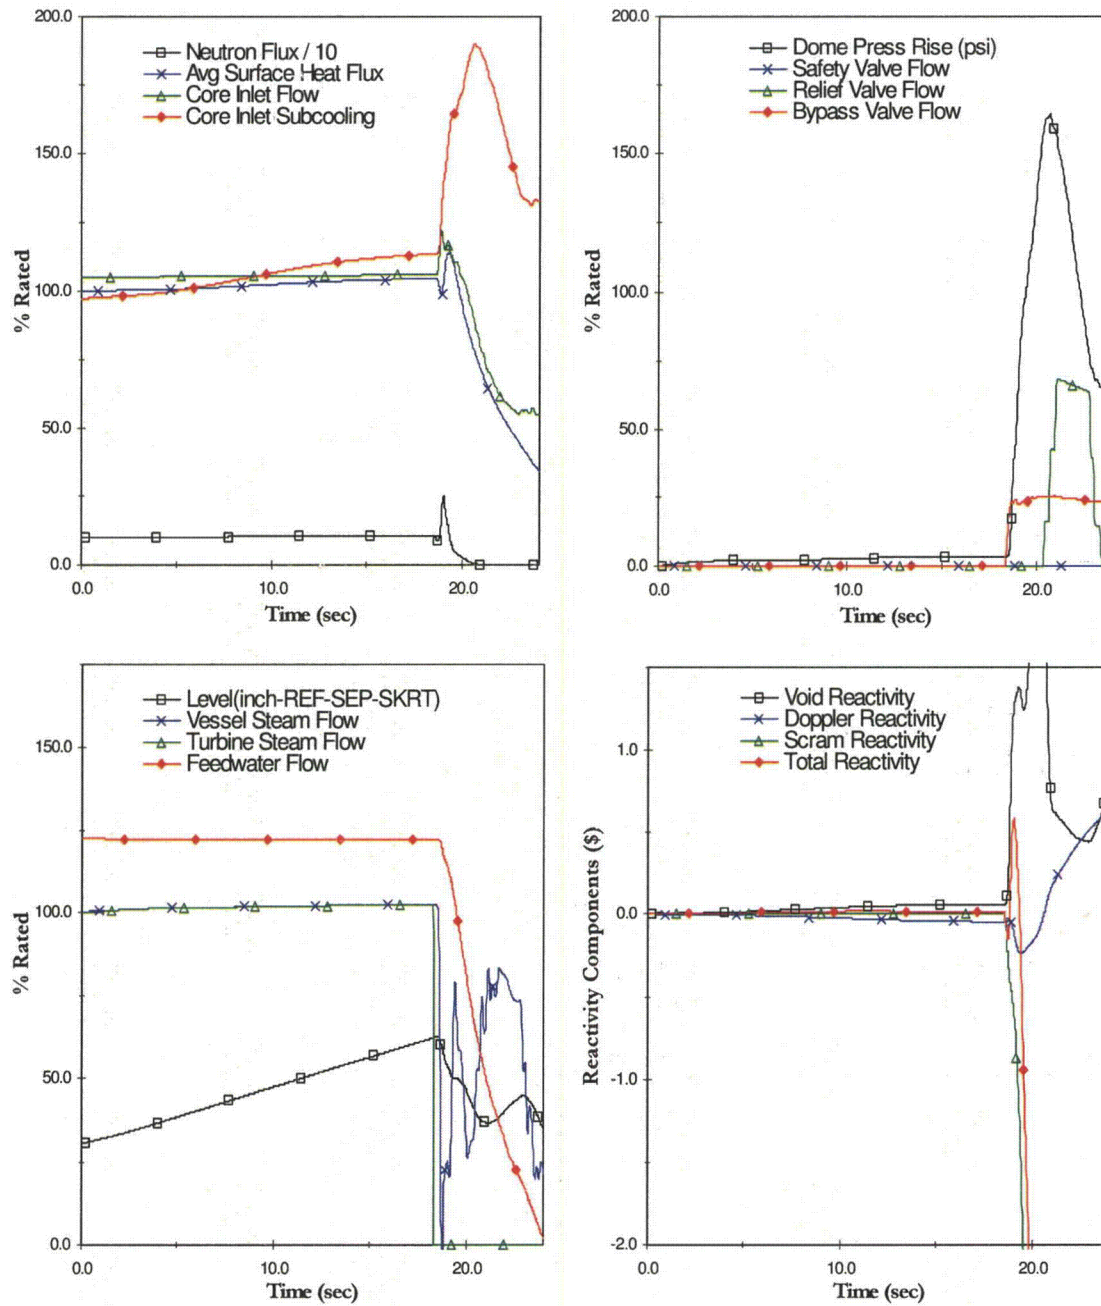 200.0
150.0
100.0
50.0
0.0
% Rated
Neutron Flux / 10
Avg Surface Heat Flux
Core Inlet Flow
Core Inlet Subcooling
0.0
10.0
20.0
Time (sec)
200.0
150.0
100.0
50.0
0.0
% Rated
Dome Press Rise (psi)
Safety Valve Flow
Relief Valve Flow
Bypass Valve Flow
0.0
10.0
20.0
Time (sec)
150.0
100.0
50.0
0.0
% Rated
Level(inch-REF-SEP-SKRT)
Vessel Steam Flow
Turbine Steam Flow
Feedwater Flow
0.0
10.0
20.0
Time (sec)
1.0
0.0
-1.0
-2.0
Reactivity Components ($)
Void Reactivity
Doppler Reactivity
Scram Reactivity
Total Reactivity
0.0
10.0
20.0
Time (sec)